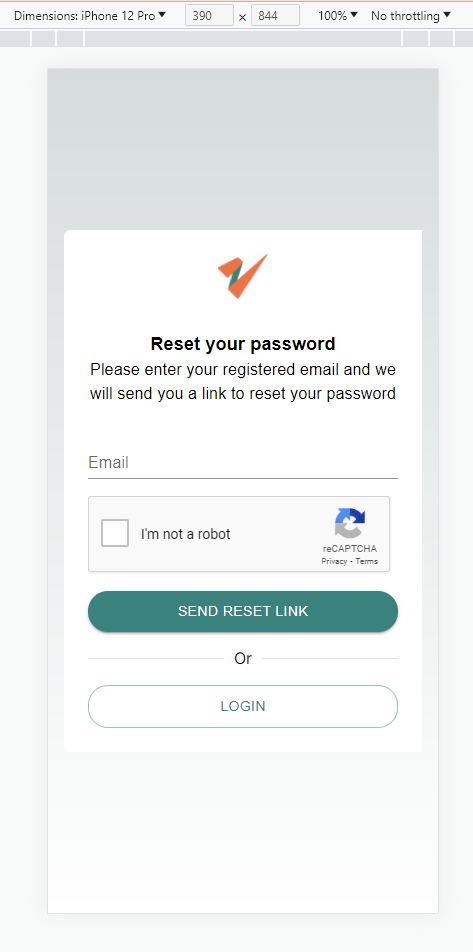 Dimensions: iPhone 12 Pro ▼ 390 x 844 100% ▼ No throttling ▼
Reset your password
Please enter your registered email and we
will send you a link to reset your password
Email
I'm not a robot
reCAPTCHA
Privacy - Terms
SEND RESET LINK
Or
LOGIN